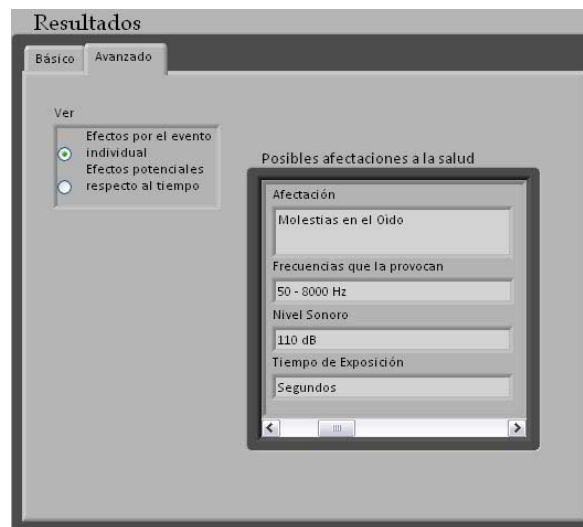 Resultados
Básico
Avanzado
Ver
Efectos por el evento
individual
Efectos potenciales
respecto al tiempo
Posibles afectaciones a la salud
Afectación
Molestias en el Oìdo
Frecuencias que la provocan
50 - 8000 Hz
Nivel Sonoro
110 dB
Tiempo de Exposición
Segundos